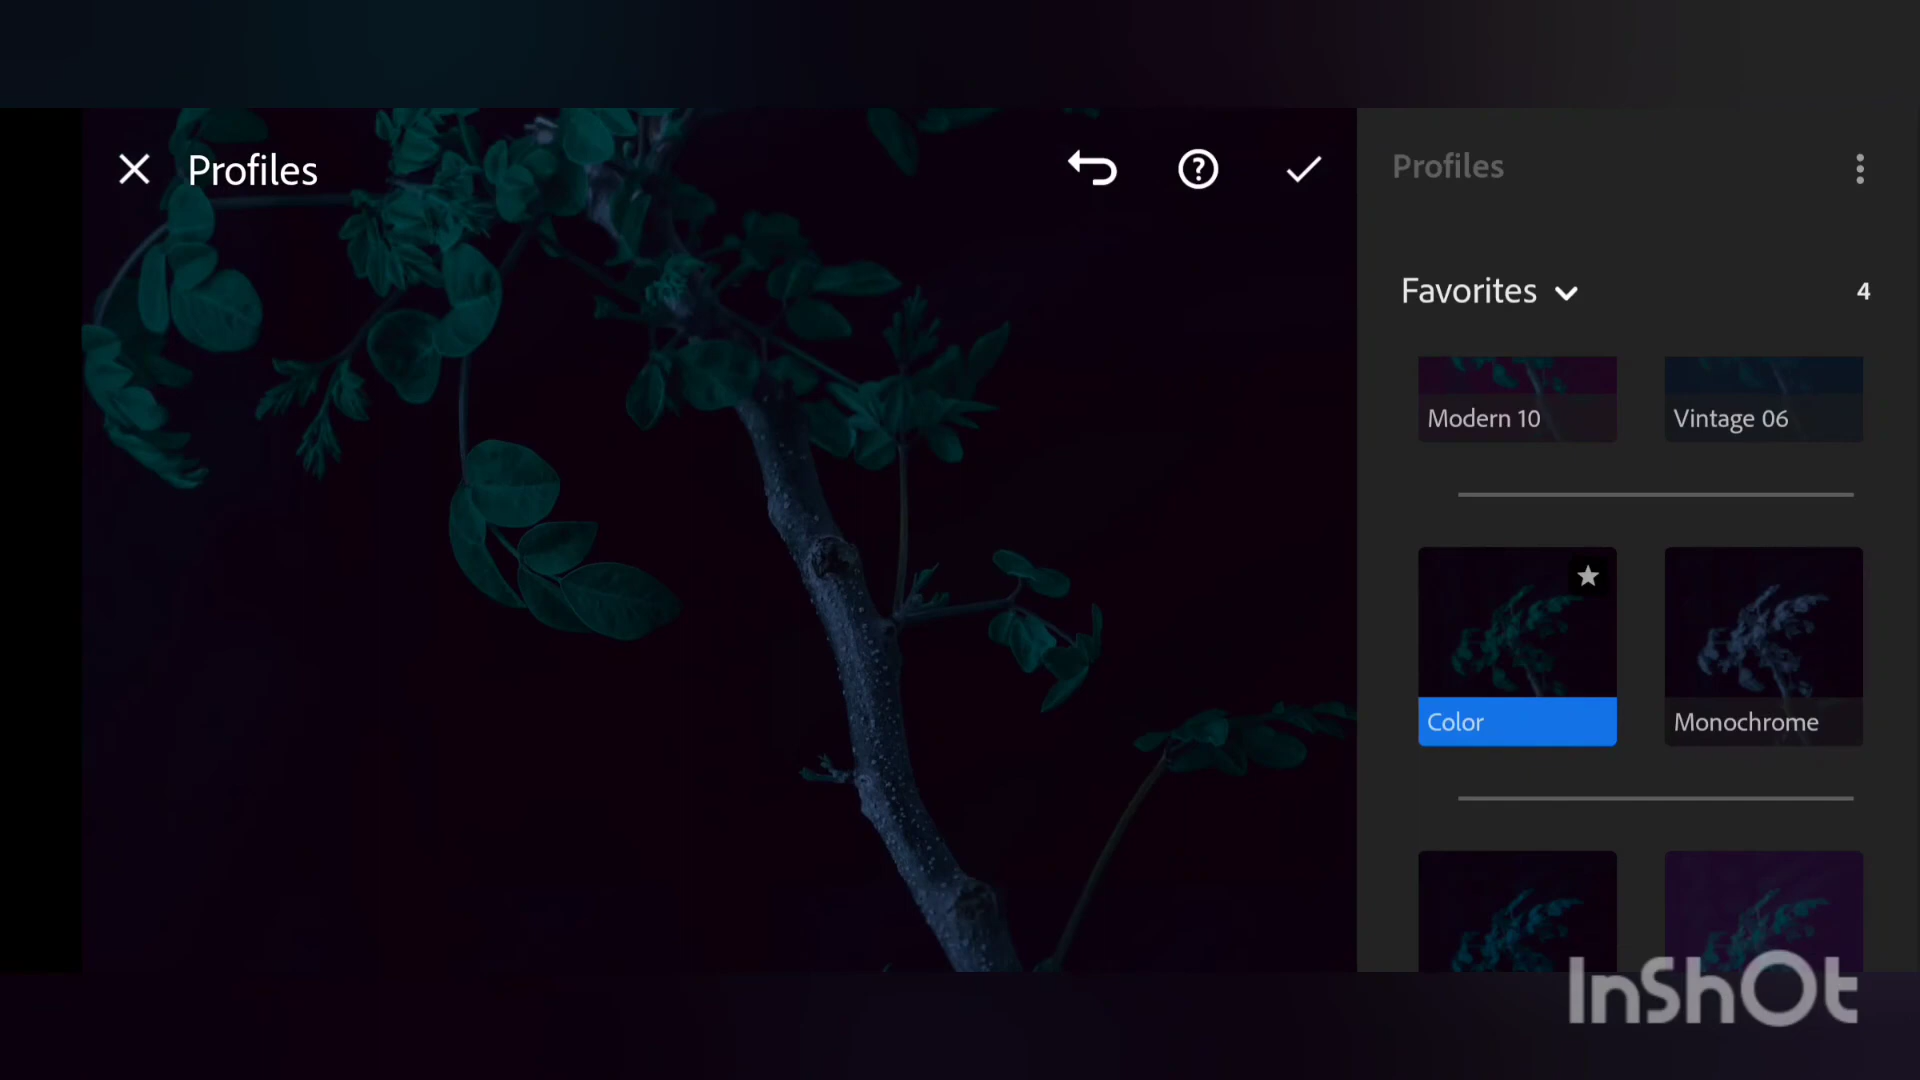 Profiles
Profiles
Favorites
4
Modern 10
Vintage 06
Color
Monochrome
InShOt